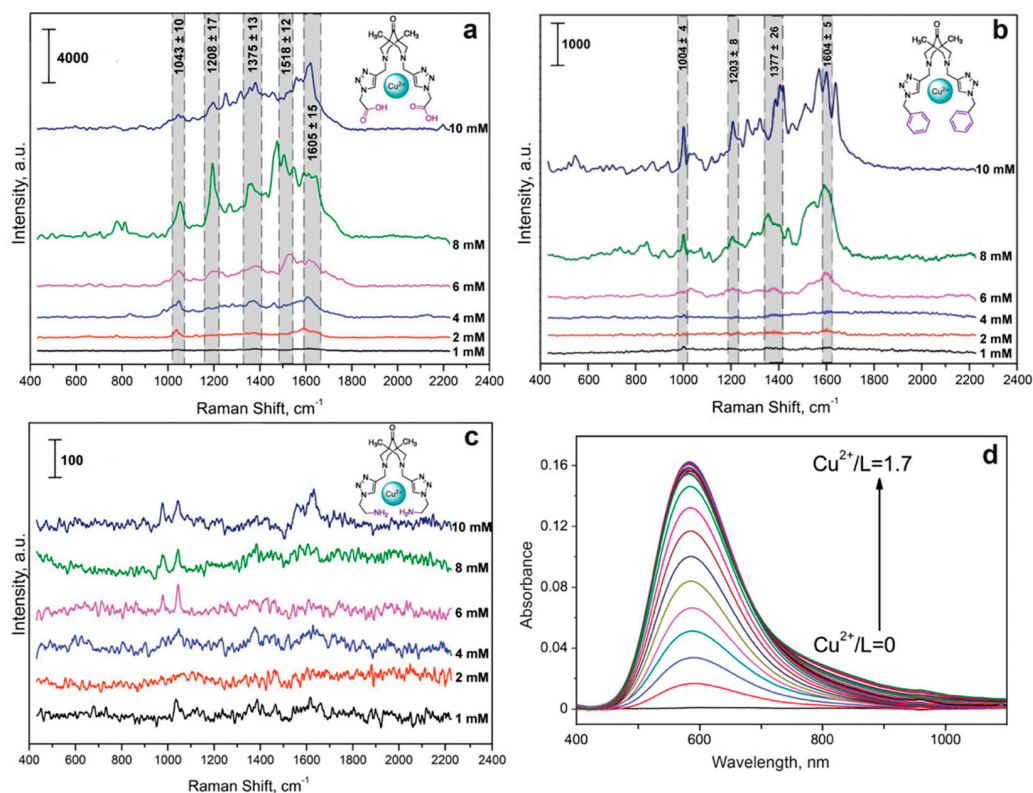 a
4000
1043 ± 10
1208 ± 17
1375 ± 13
1518 ± 12
1605 ± 15
O
H₃C
CH₃
N
N
N
N
N
N
N
N
Cu²⁺
O
OH
O
OH
10 mM
8 mM
6 mM
4 mM
2 mM
1 mM
Intensity, a.u.
400 600 800 1000 1200 1400 1600 1800 2000 2200 2400
Raman Shift, cm⁻¹
b
1000
1004 ± 4
1203 ± 8
1377 ± 26
1604 ± 5
O
H₃C
CH₃
N
N
N
N
N
N
N
N
Cu²⁺
10 mM
8 mM
6 mM
4 mM
2 mM
1 mM
Intensity, a.u.
400 600 800 1000 1200 1400 1600 1800 2000 2200 2400
Raman Shift, cm⁻¹
c
100
O
H₃C
CH₃
N
N
N
N
N
N
N
N
Cu²⁺
NH₂
H₂N
10 mM
8 mM
6 mM
4 mM
2 mM
1 mM
Intensity, a.u.
400 600 800 1000 1200 1400 1600 1800 2000 2200 2400
Raman Shift, cm⁻¹
d
Cu²⁺/L=1.7
Cu²⁺/L=0
0.16
0.12
0.08
0.04
0
Absorbance
400 600 800 1000
Wavelength, nm